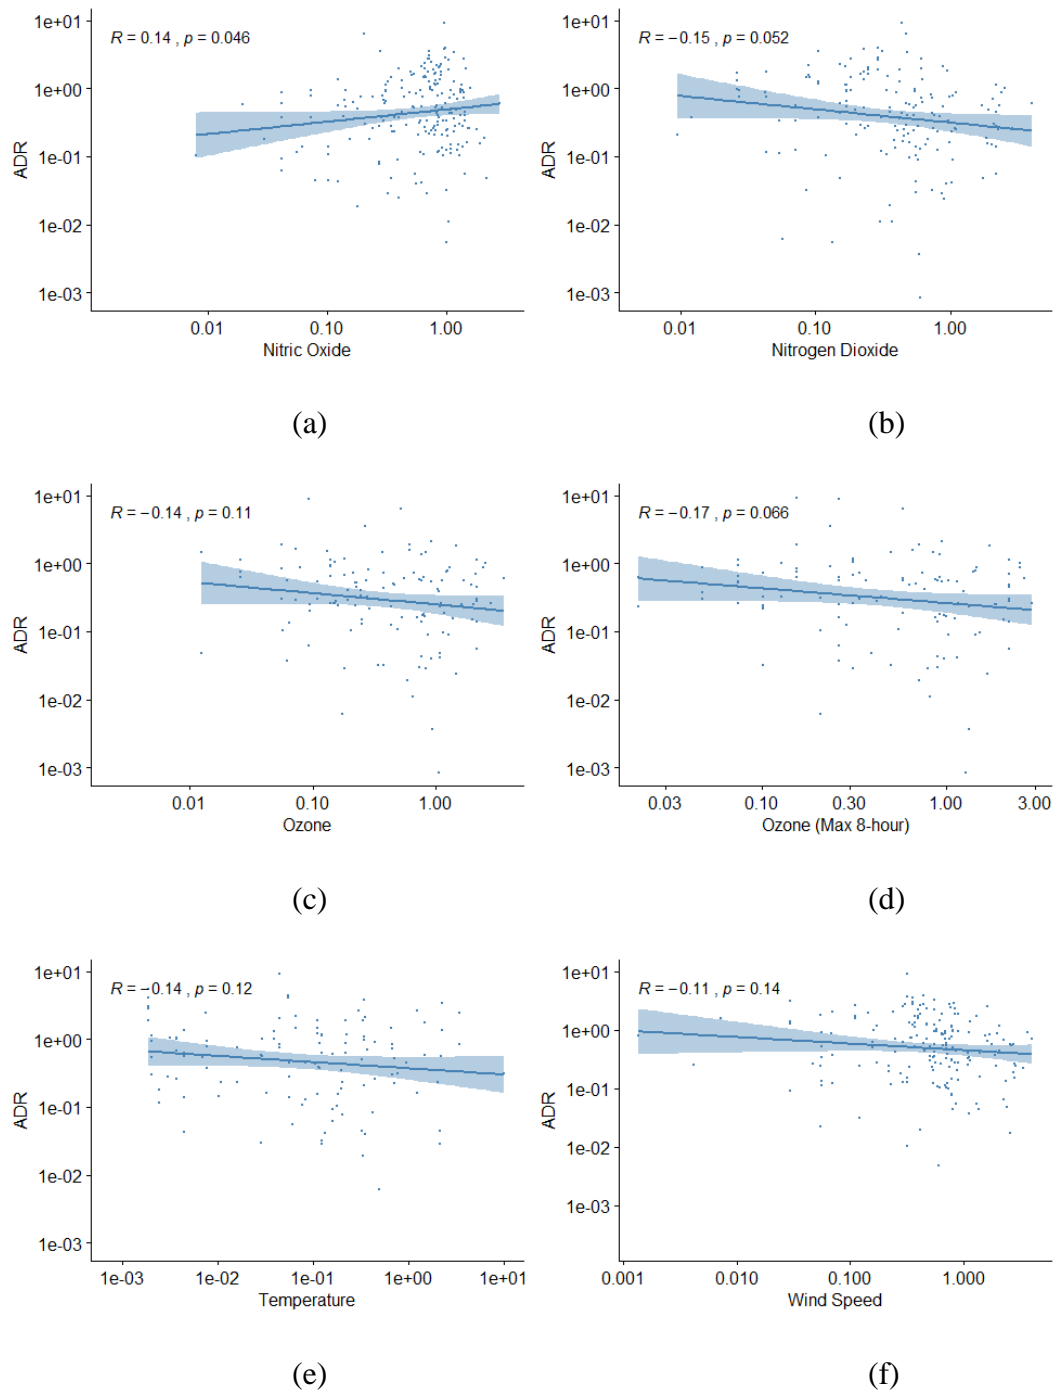 R = 0.14 , p = 0.046
1e+01
1e+00
1e-01
1e-02
1e-03
ADR
0.01 0.10 1.00
Nitric Oxide
(a)
R = −0.15 , p = 0.052
1e+01
1e+00
1e-01
1e-02
1e-03
ADR
0.01 0.10 1.00
Nitrogen Dioxide
(b)
R = −0.14 , p = 0.11
1e+01
1e+00
1e-01
1e-02
1e-03
ADR
0.01 0.10 1.00
Ozone
(c)
R = −0.17 , p = 0.066
1e+01
1e+00
1e-01
1e-02
1e-03
ADR
0.03 0.10 0.30 1.00 3.00
Ozone (Max 8-hour)
(d)
R = −0.14 , p = 0.12
1e+01
1e+00
1e-01
1e-02
1e-03
ADR
1e-03 1e-02 1e-01 1e+00 1e+01
Temperature
(e)
R = −0.11 , p = 0.14
1e+01
1e+00
1e-01
1e-02
1e-03
ADR
0.001 0.010 0.100 1.000
Wind Speed
(f)